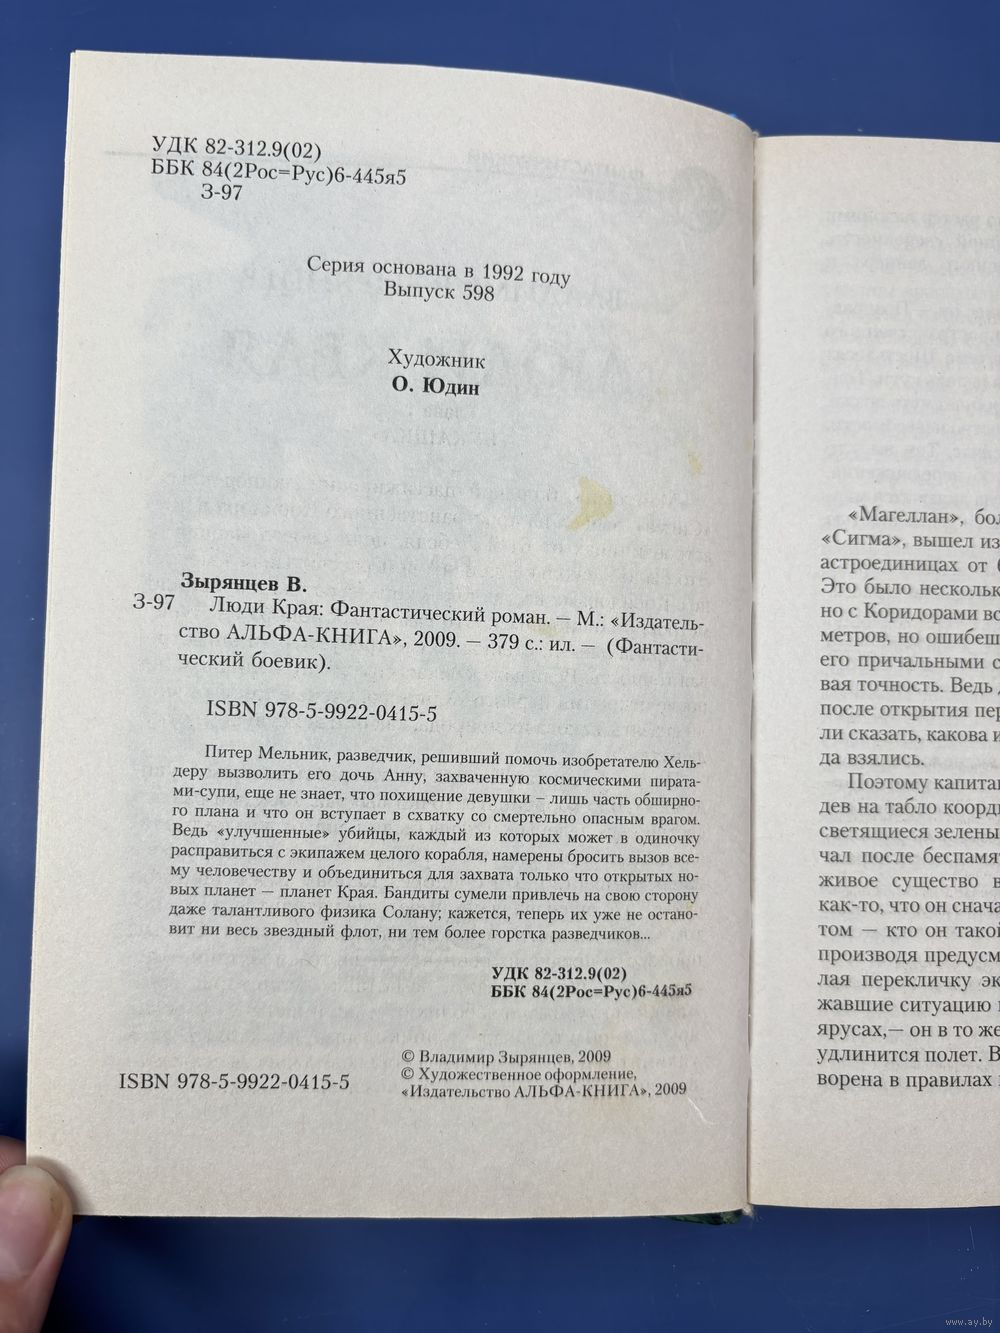 УДК 82-312.9(02)
ББК 84(2Рос=Рус)6-445я5
З-97
Серия основана в 1992 году
Выпуск 598
Художник
О. Юдин
Зырянцев В.
З-97 Люди Края: Фантастический роман. — М.: «Издатель-
ство АЛЬФА-КНИГА», 2009. — 379 с.: ил. — (Фантасти-
ческий боевик).
ISBN 978-5-9922-0415-5
Питер Мельник, разведчик, решивший помочь изобретателю Хель-
деру вызволить его дочь Анну, захваченную космическими пирата-
ми-супи, еще не знает, что похищение девушки – лишь часть обширно-
го плана и что он вступает в схватку со смертельно опасным врагом.
Ведь «улучшенные» убийцы, каждый из которых может в одиночку
расправиться с экипажем целого корабля, намерены бросить вызов все-
му человечеству и объединиться для захвата только что открытых но-
вых планет — планет Края. Бандиты сумели привлечь на свою сторону
даже талантливого физика Солану; кажется, теперь их уже не остано-
вит ни весь звездный флот, ни тем более горстка разведчиков...
УДК 82-312.9(02)
ББК 84(2Рос=Рус)6-445я5
© Владимир Зырянцев, 2009
© Художественное оформление,
«Издательство АЛЬФА-КНИГА», 2009
ISBN 978-5-9922-0415-5
«Магеллан», бол
«Сигма», вышел из
астроединицах от
Это было нескольк
но с Коридорами вс
метров, но ошибеш
его причальными с
вая точность. Ведь
после открытия пер
ли сказать, какова и
да взялись.
Поэтому капитан
дев на табло коорд
светящиеся зелены
чал после беспамят
живое существо в
как-то, что он снача
том — кто он такой
производя предусм
лая перекличку эк
жавшие ситуацию
ярусах,— он в то же
удлинится полет. В
ворена в правилах
www.ay.by